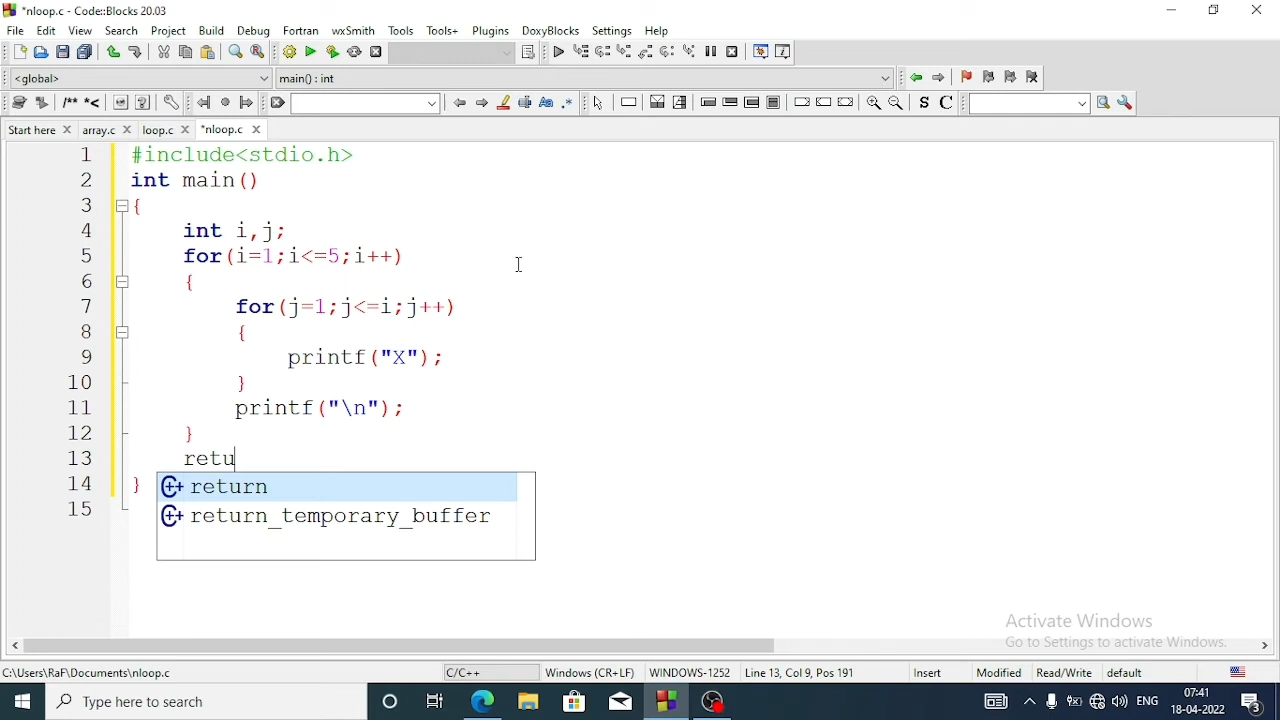 *nloop.c - Code::Blocks 20.03
File Edit View Search Project Build Debug Fortran wxSmith Tools Tools+ Plugins DoxyBlocks Settings Help
<global> main() : int
/** *< Aa .* S C
Start here array.c loop.c *nloop.c
1 #include<stdio.h>
2 int main()
3 {
4 int i,j;
5 for(i=1;i<=5;i++)
6 {
7 for(j=1;j<=i;j++)
8 {
9 printf("X");
10 }
11 printf("\n");
12 }
13 retu
14 }
return
15
return_temporary_buffer
Activate Windows
Go to Settings to activate Windows.
C:\Users\RaF\Documents\nloop.c C/C++ Windows (CR+LF) WINDOWS-1252 Line 13, Col 9, Pos 191 Insert Modified Read/Write default
Type here to search ENG 07:41
18-04-2022 3